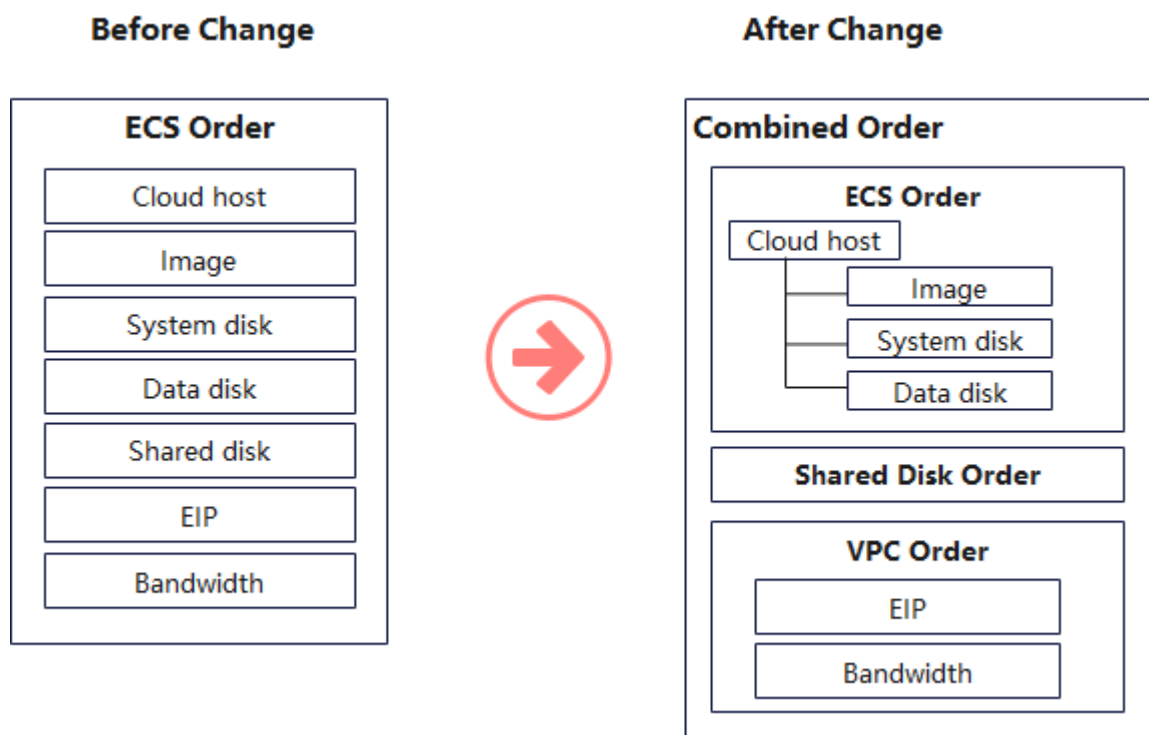 Before Change
ECS Order
Cloud host
Image
System disk
Data disk
Shared disk
EIP
Bandwidth
After Change
Combined Order
ECS Order
Cloud host
Image
System disk
Data disk
Shared Disk Order
VPC Order
EIP
Bandwidth